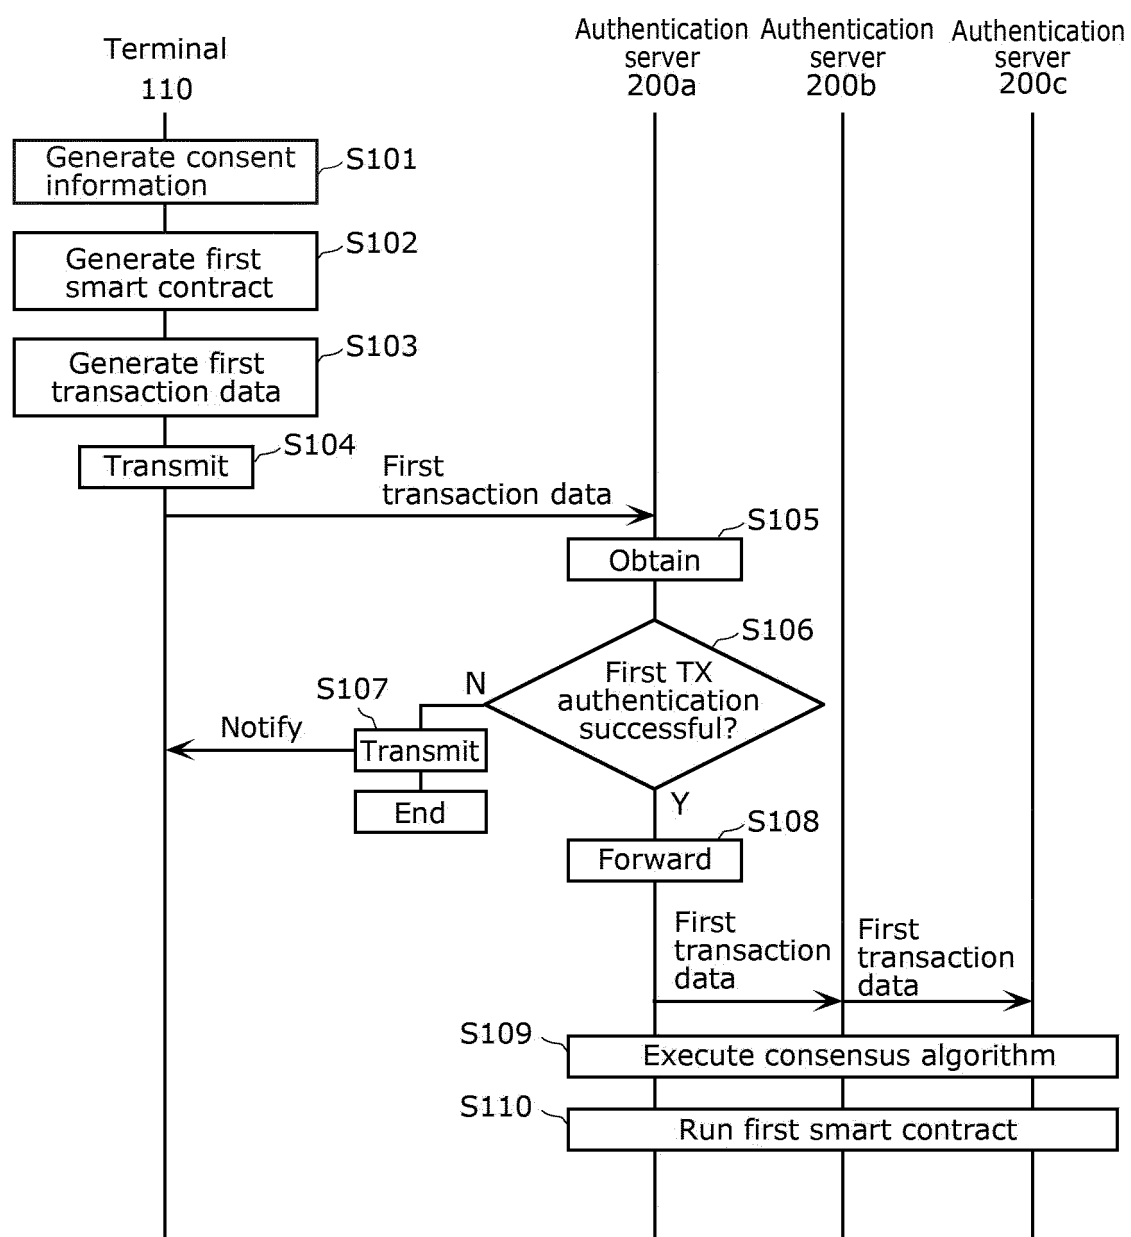 Terminal
110
Authentication
server
200a
Authentication
server
200b
Authentication
server
200c
Generate consent
information
S101
Generate first
smart contract
S102
Generate first
transaction data
S103
Transmit
S104
First
transaction data
S105
Obtain
S106
First TX
authentication
successful?
N
S107
Notify
Transmit
End
Y
S108
Forward
First
transaction
data
First
transaction
data
S109
Execute consensus algorithm
S110
Run first smart contract